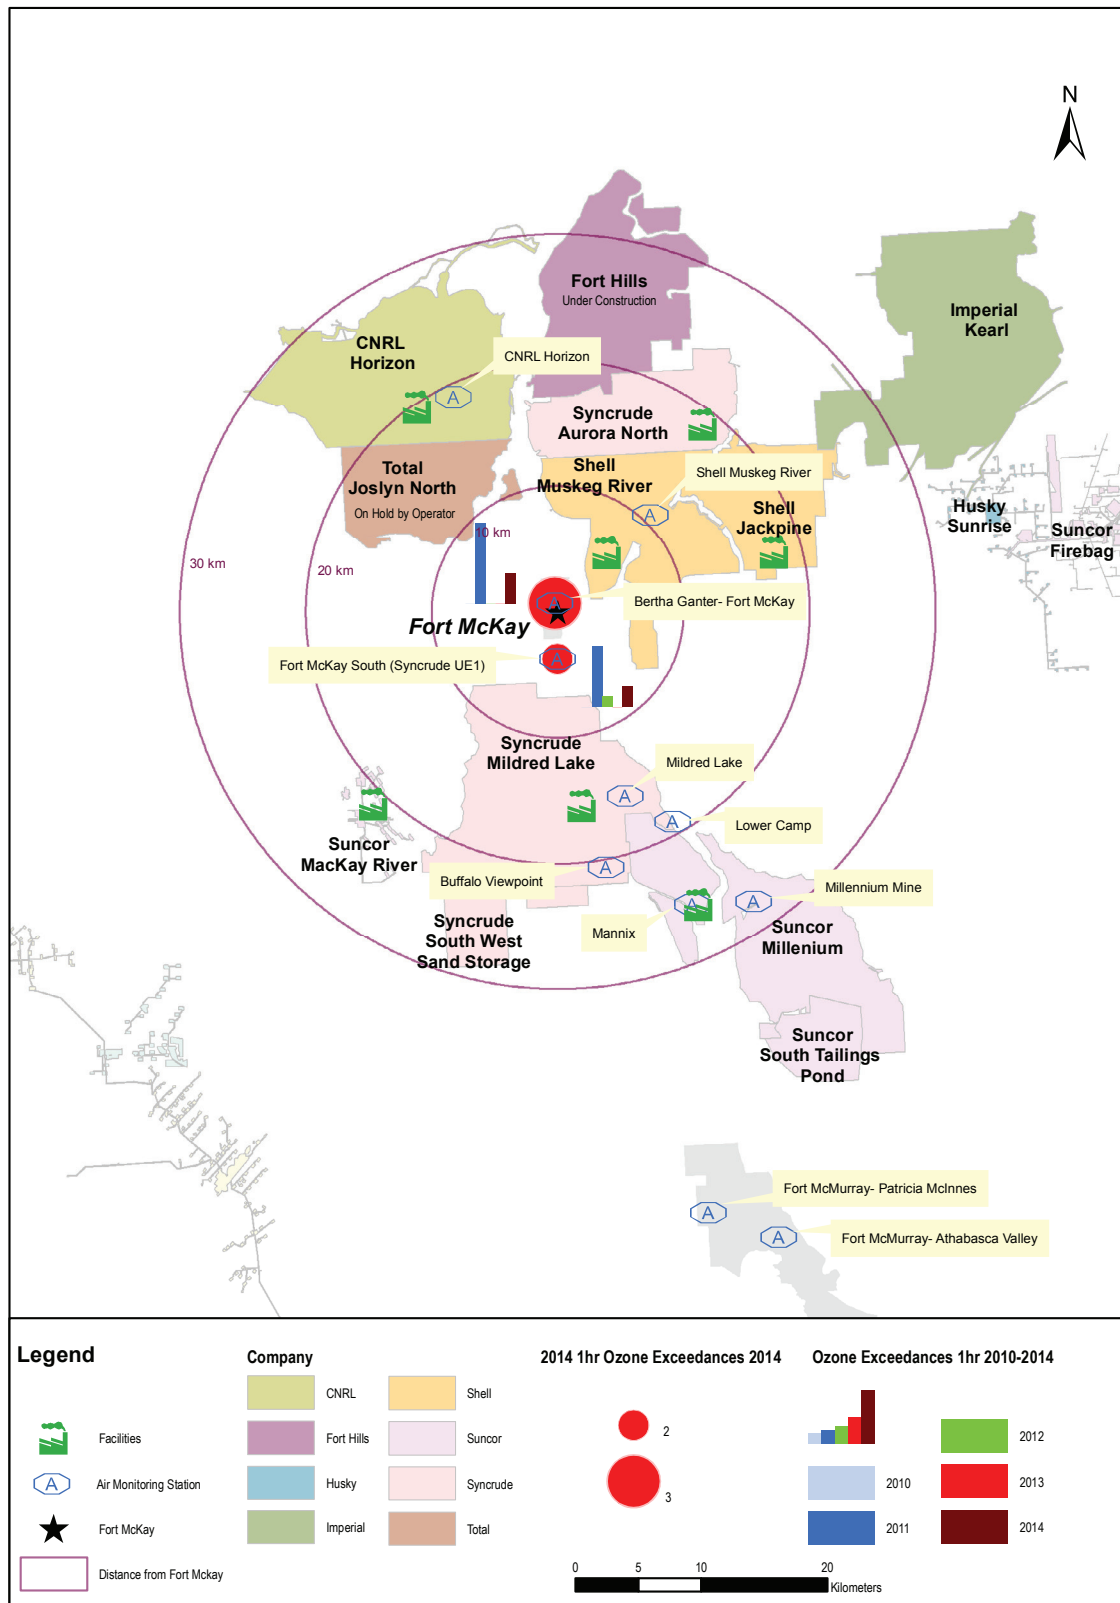 N
Fort Hills
Under Construction
Imperial
Kearl
CNRL
Horizon
CNRL Horizon
Syncrude
Aurora North
Total
Joslyn North
On Hold by Operator
Shell
Muskeg River
Shell Muskeg River
Shell
Jackpine
Husky
Sunrise
Suncor
Firebag
10 km
20 km
30 km
Bertha Ganter- Fort McKay
Fort McKay
Fort McKay South (Syncrude UE1)
Syncrude
Mildred Lake
Mildred Lake
Lower Camp
Suncor
MacKay River
Buffalo Viewpoint
Millennium Mine
Mannix
Syncrude
South West
Sand Storage
Suncor
Millenium
Suncor
South Tailings
Pond
Fort McMurray- Patricia McInnes
Fort McMurray- Athabasca Valley
A
A
A
A
A
A
A
A
A
A
A
Legend
Facilities
A
Air Monitoring Station
Fort McKay
Distance from Fort Mckay
Company
CNRL
Fort Hills
Husky
Imperial
Shell
Suncor
Syncrude
Total
2014 1hr Ozone Exceedances 2014
2
3
Ozone Exceedances 1hr 2010-2014
2010
2011
2012
2013
2014
0 5 10 20
Kilometers